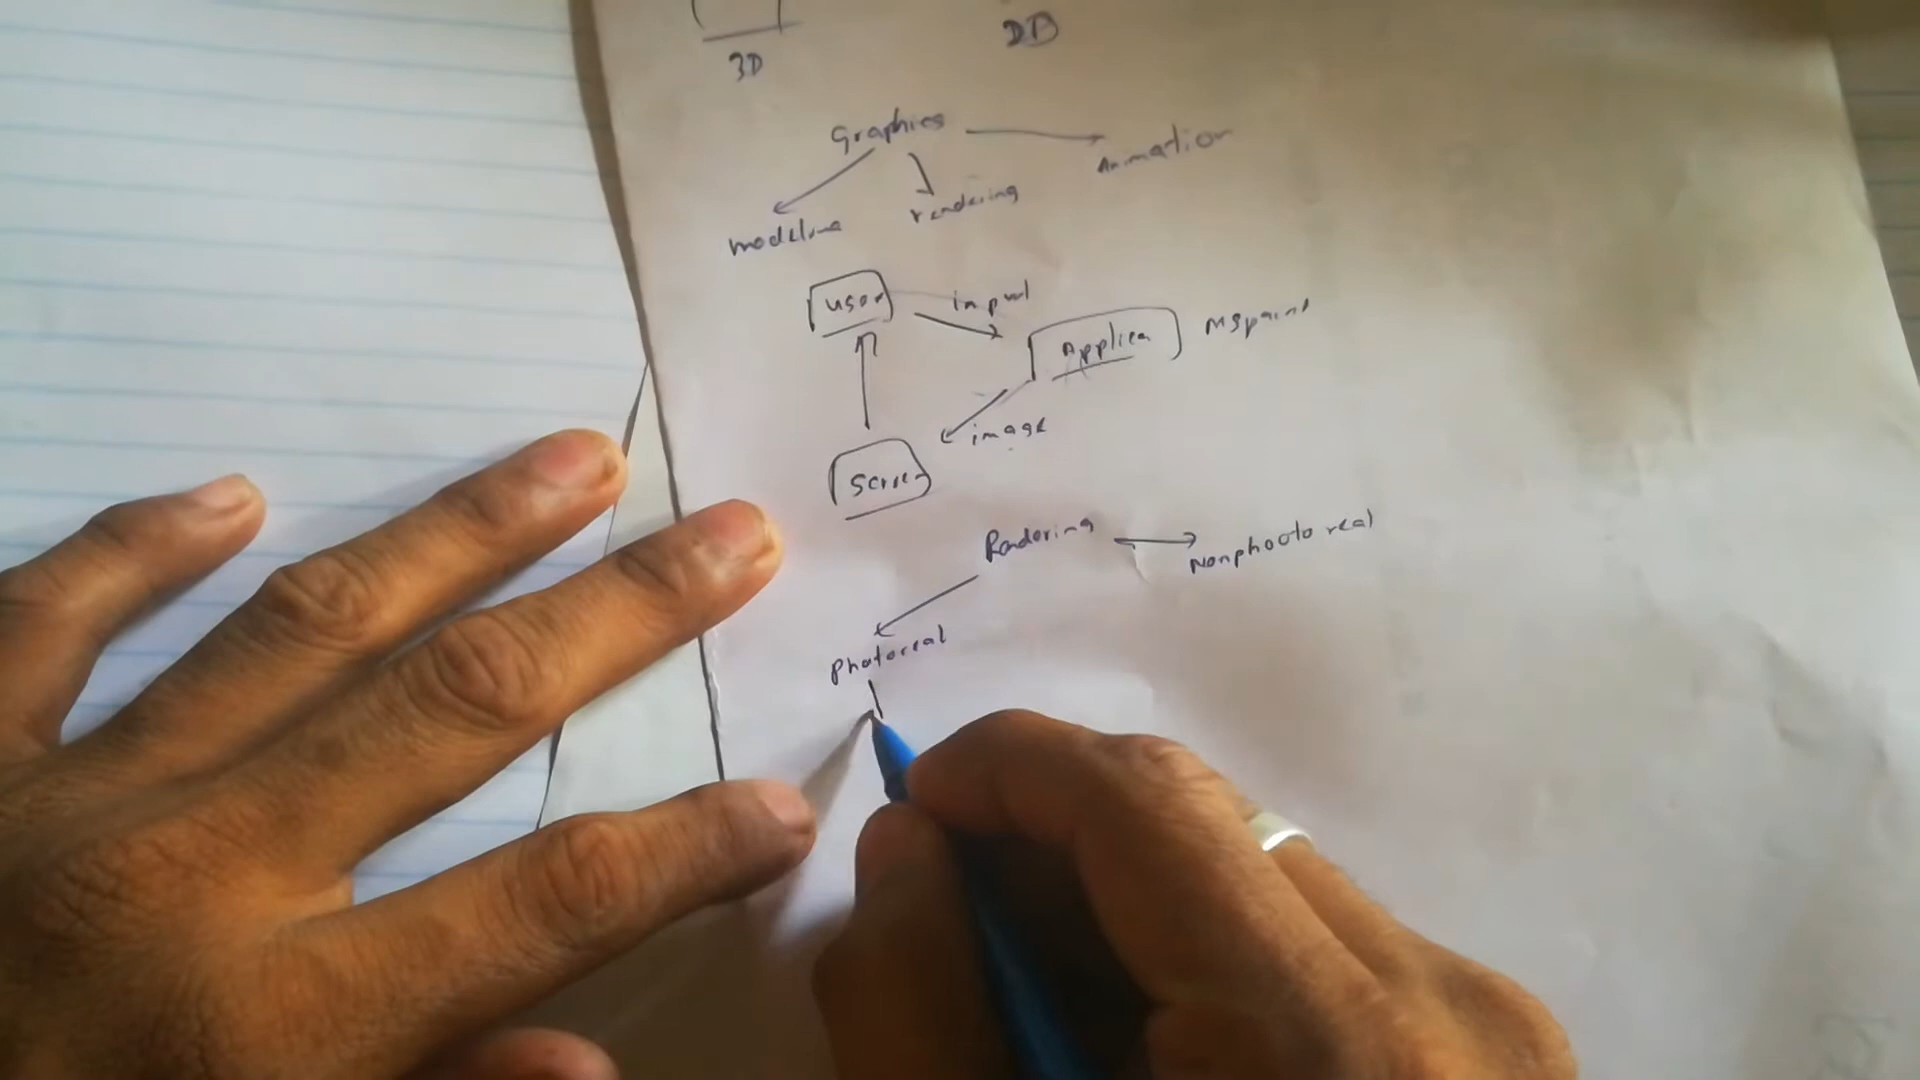 3D
DB
Graphics
Animation
rendering
modeling
user
input
Applica
MSpaint
image
Screen
Rendering
Nonphooto real
Photoreal